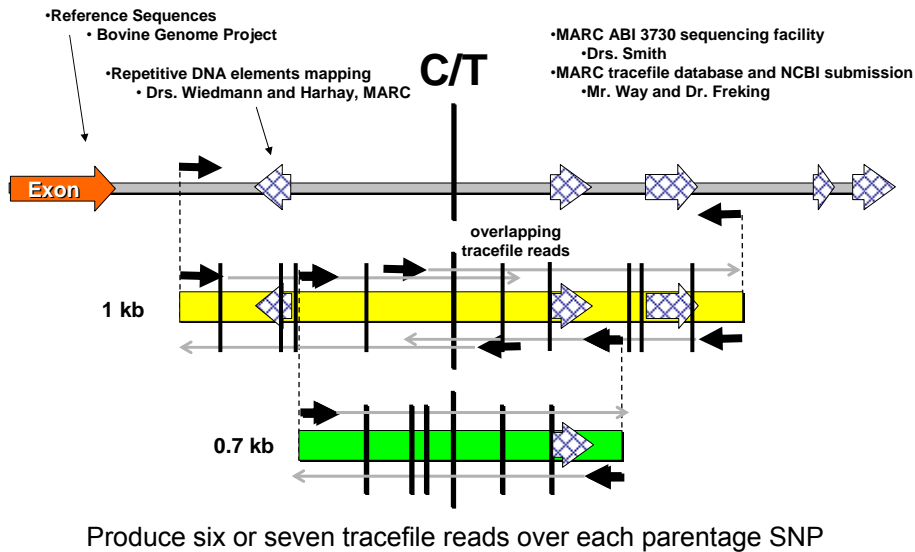 •Reference Sequences
• Bovine Genome Project
•Repetitive DNA elements mapping
• Drs. Wiedmann and Harhay, MARC
C/T
•MARC ABI 3730 sequencing facility
•Drs. Smith
•MARC tracefile database and NCBI submission
•Mr. Way and Dr. Freking
Exon
overlapping
tracefile reads
1 kb
0.7 kb
Produce six or seven tracefile reads over each parentage SNP